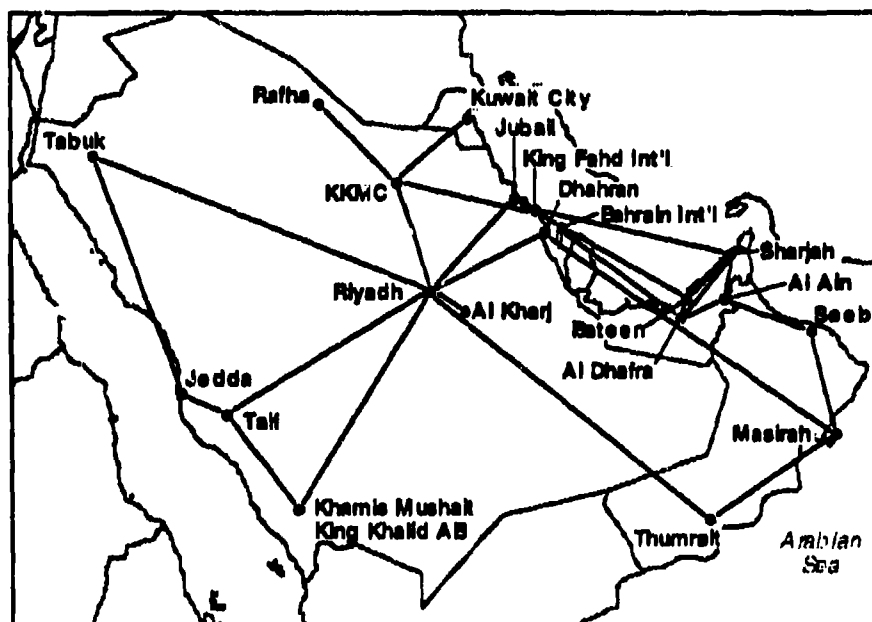 Rafha
Kuwait City
Jubail
Tabuk
King Fahd Int'l
KKMC
Dhahran
Bahrain Int'l
Sharjah
Riyadh
Al Ain
Al Kharj
Seeb
Bateen
Al Dhafra
Jedda
Taif
Masirah
Khamis Mushait
King Khalid AB
Thumrait
Arabian
Sea